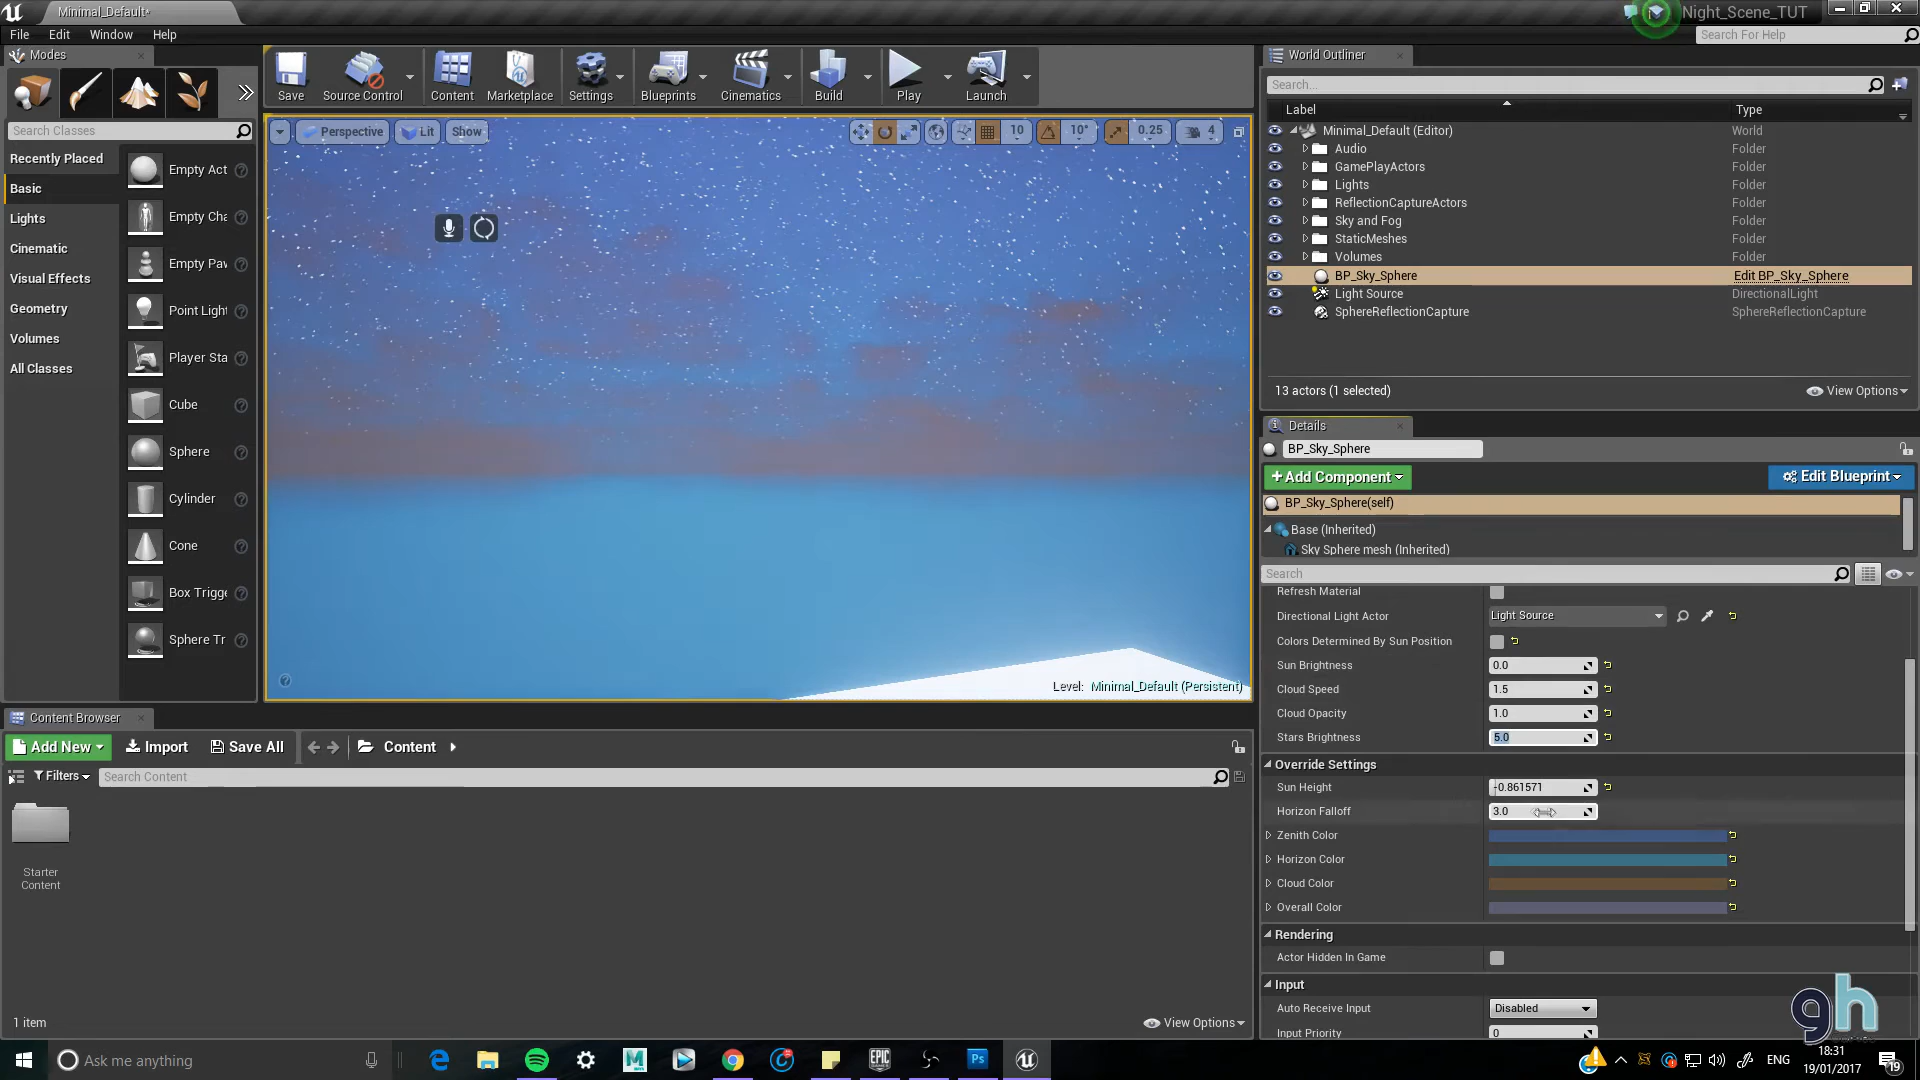 Minimal_Default*
Night_Scene_TUT
File
Edit
Window
Help
Search For Help
Modes
Search Classes
Recently Placed
Basic
Lights
Cinematic
Visual Effects
Geometry
Volumes
All Classes
Empty Act
Empty Cha
Empty Pav
Point Light
Player Sta
Cube
Sphere
Cylinder
Cone
Box Trigge
Sphere Tr
Save
Source Control
Content
Marketplace
Settings
Blueprints
Cinematics
Build
Play
Launch
Perspective
Lit
Show
10
10°
0.25
4
Level: Minimal_Default (Persistent)
World Outliner
Search...
Label
Type
Minimal_Default (Editor)
World
Audio
Folder
GamePlayActors
Folder
Lights
Folder
ReflectionCaptureActors
Folder
Sky and Fog
Folder
StaticMeshes
Folder
Volumes
Folder
BP_Sky_Sphere
Edit BP_Sky_Sphere
Light Source
DirectionalLight
SphereReflectionCapture
SphereReflectionCapture
13 actors (1 selected)
View Options
Details
BP_Sky_Sphere
+Add Component
Edit Blueprint
BP_Sky_Sphere(self)
Base (Inherited)
Sky Sphere mesh (Inherited)
Search
Refresh Material
Directional Light Actor
Light Source
Colors Determined By Sun Position
Sun Brightness
0.0
Cloud Speed
1.5
Cloud Opacity
1.0
Stars Brightness
5.0
Override Settings
Sun Height
-0.861571
Horizon Falloff
3.0
Zenith Color
Horizon Color
Cloud Color
Overall Color
Rendering
Actor Hidden In Game
Input
Auto Receive Input
Disabled
Input Priority
0
gh
Content Browser
Add New
Import
Save All
Content
Filters
Search Content
Starter
Content
1 item
View Options
Ask me anything
EPIC
Ps
ENG
18:31
19/01/2017
19